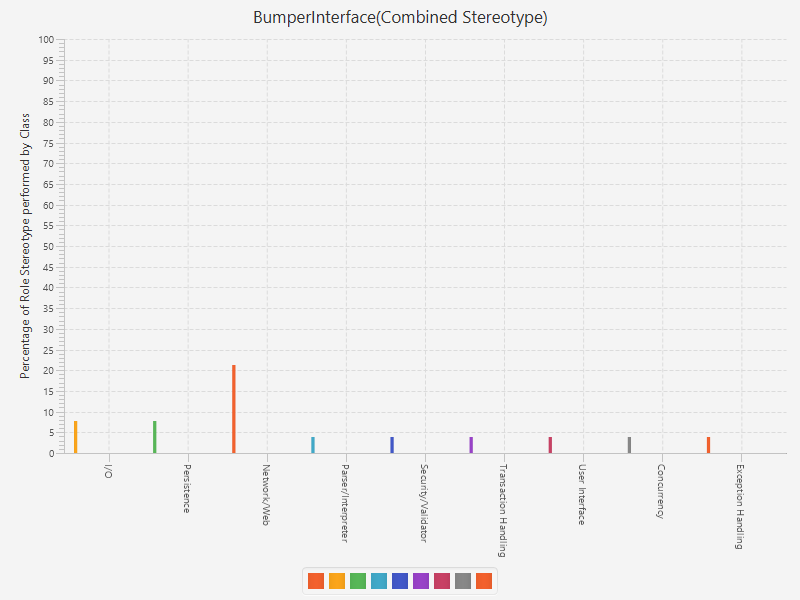 BumperInterface(Combined Stereotype)
Percentage of Role Stereotype performed by Class
100
95
90
85
80
75
70
65
60
55
50
45
40
35
30
25
20
15
10
5
0
I/O
Persistence
Network/Web
Parser/Interpreter
Security/Validator
Transaction Handling
User Interface
Concurrency
Exception Handling